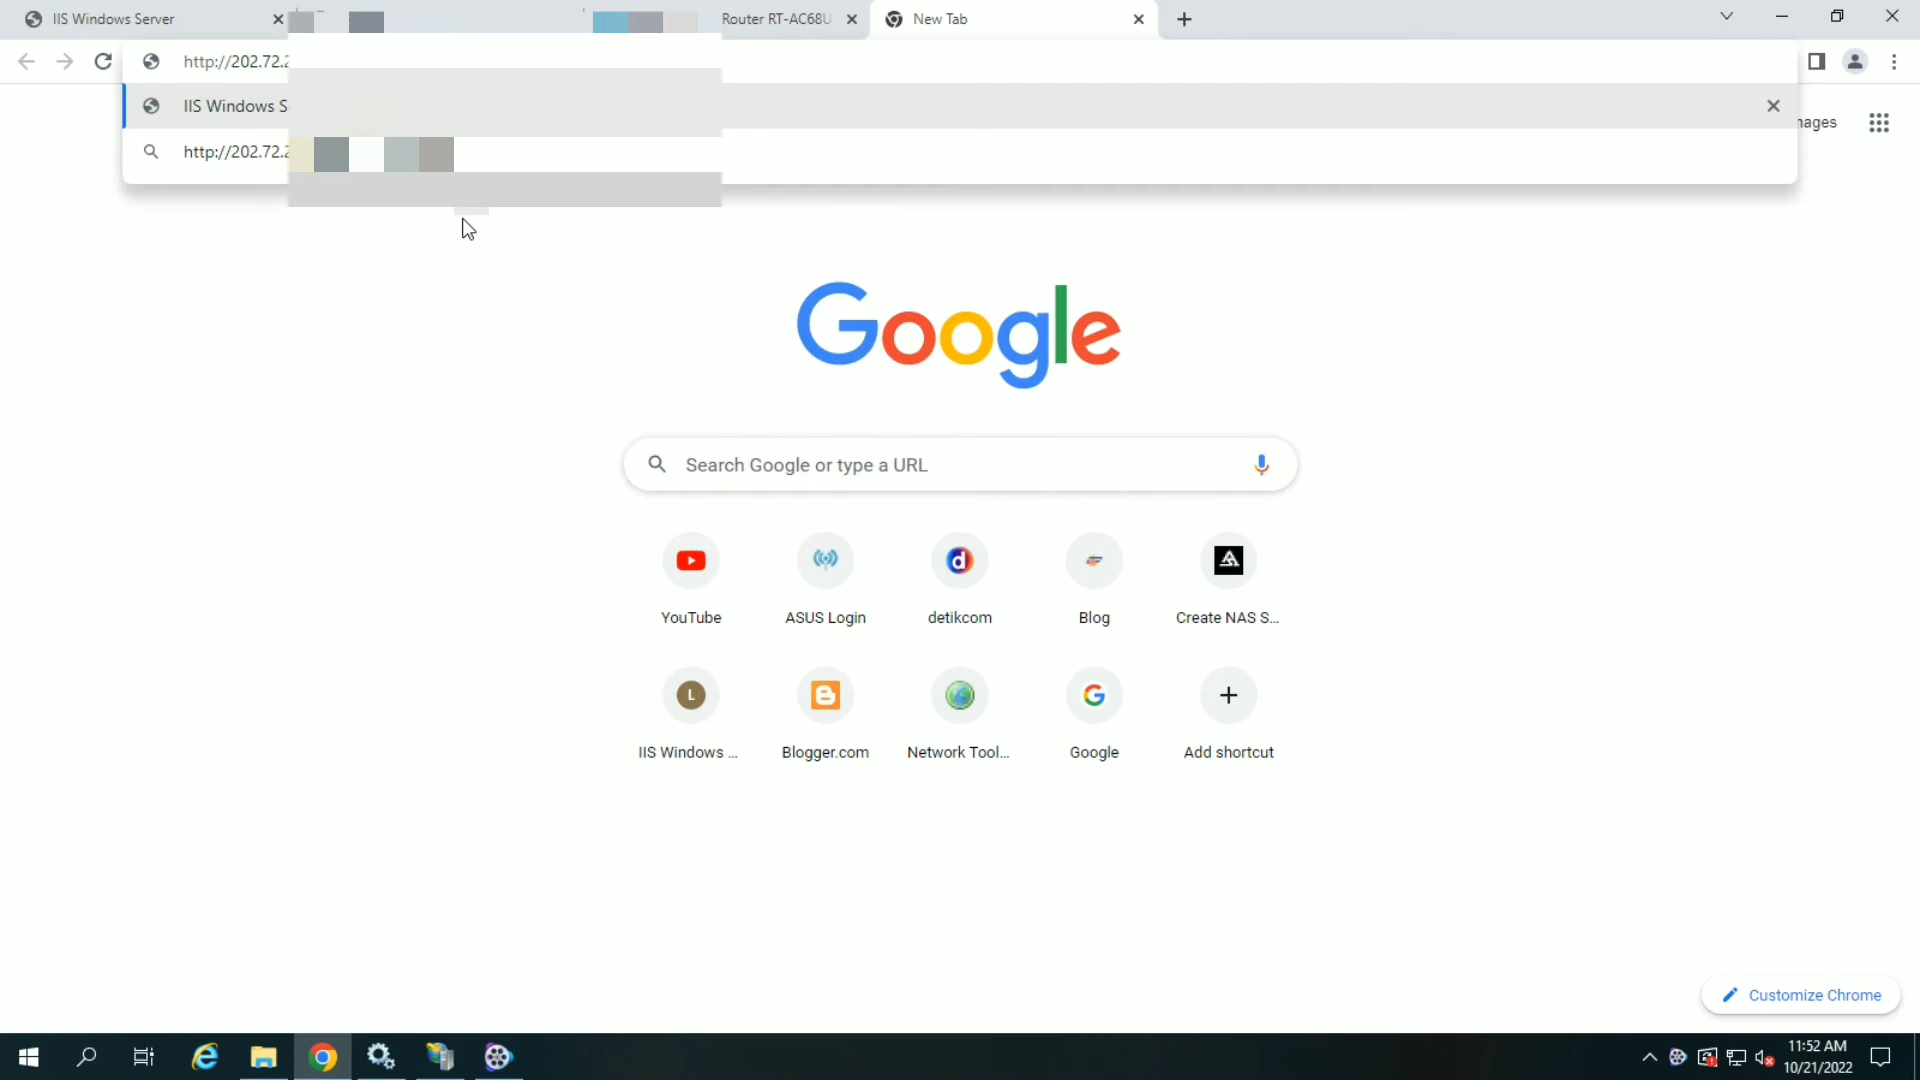 IIS Windows Server
Router RT-AC68U
New Tab
http://202.72.2
IIS Windows S
http://202.72.2
mages
Google
Search Google or type a URL
YouTube
ASUS Login
detikcom
Blog
Create NAS S...
L
IIS Windows ...
Blogger.com
Network Tool...
Google
Add shortcut
Customize Chrome
11:52 AM
10/21/2022